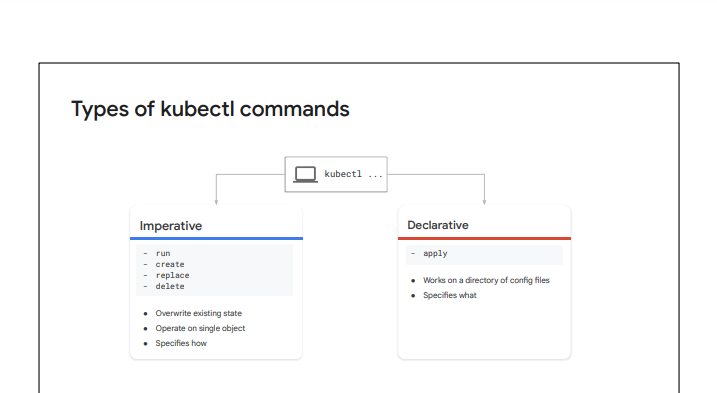 Types of kubectl commands
kubectl ...
Imperative
- run
- create
- replace
- delete
● Overwrite existing state
● Operate on single object
● Specifies how
Declarative
- apply
● Works on a directory of config files
● Specifies what